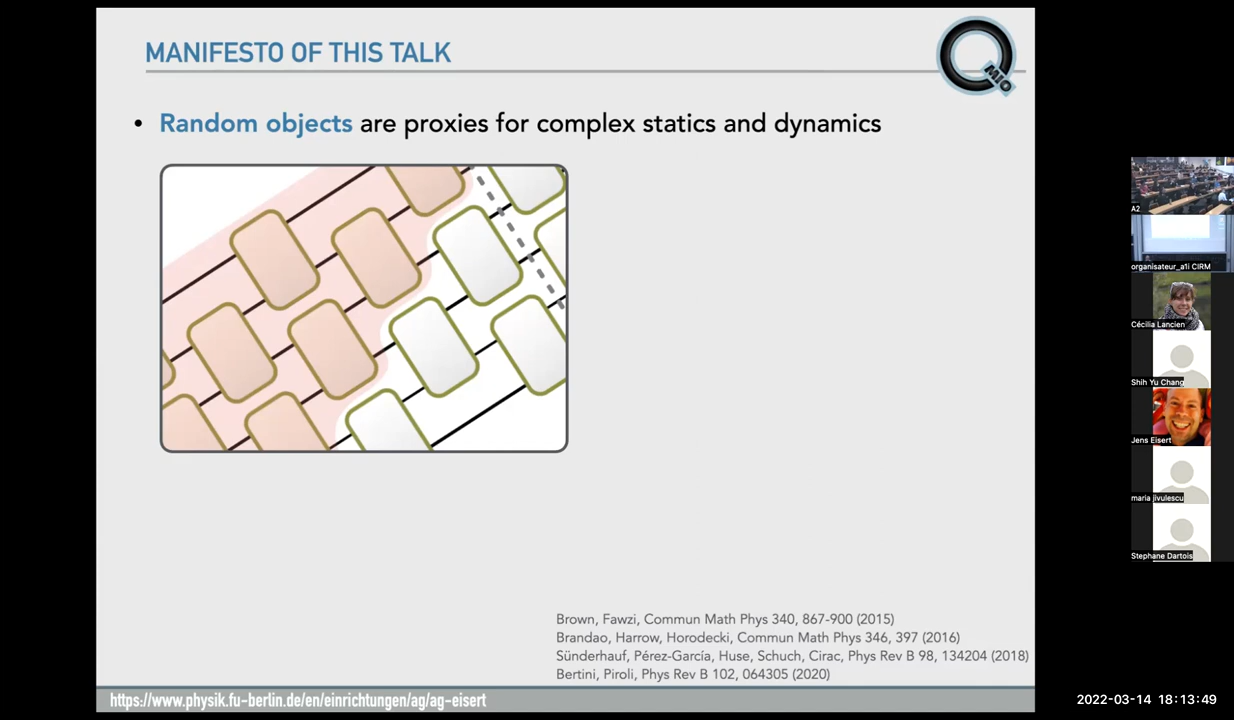 MANIFESTO OF THIS TALK
Q
MIO
• Random objects are proxies for complex statics and dynamics
Brown, Fawzi, Commun Math Phys 340, 867-900 (2015)
Brandao, Harrow, Horodecki, Commun Math Phys 346, 397 (2016)
Sünderhauf, Pérez-García, Huse, Schuch, Cirac, Phys Rev B 98, 134204 (2018)
Bertini, Piroli, Phys Rev B 102, 064305 (2020)
https://www.physik.fu-berlin.de/en/einrichtungen/ag/ag-eisert
A2
organisateur_a1i CIRM
Cécilia Lancien
Shih Yu Chang
Jens Eisert
maria jivulescu
Stephane Dartois
2022-03-14 18:13:49